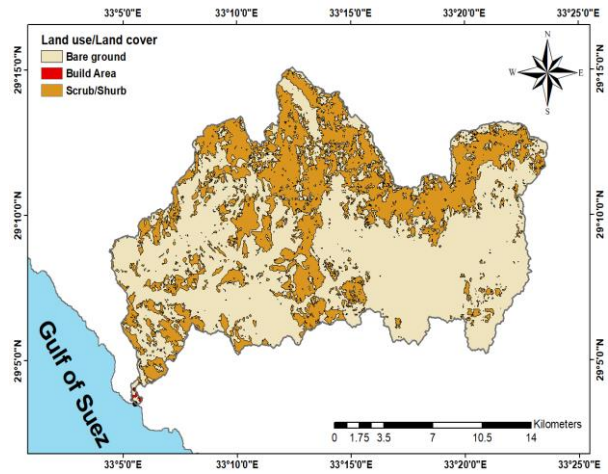 33°5'0"E 33°10'0"E 33°15'0"E 33°20'0"E 33°25'0"E
Land use/Land cover
Bare ground
Build Area
Scrub/Shurb
N
W E
S
29°15'0"N 29°15'0"N
29°10'0"N 29°10'0"N
29°5'0"N 29°5'0"N
Gulf of Suez
Kilometers
0 1.75 3.5 7 10.5 14
33°5'0"E 33°10'0"E 33°15'0"E 33°20'0"E 33°25'0"E